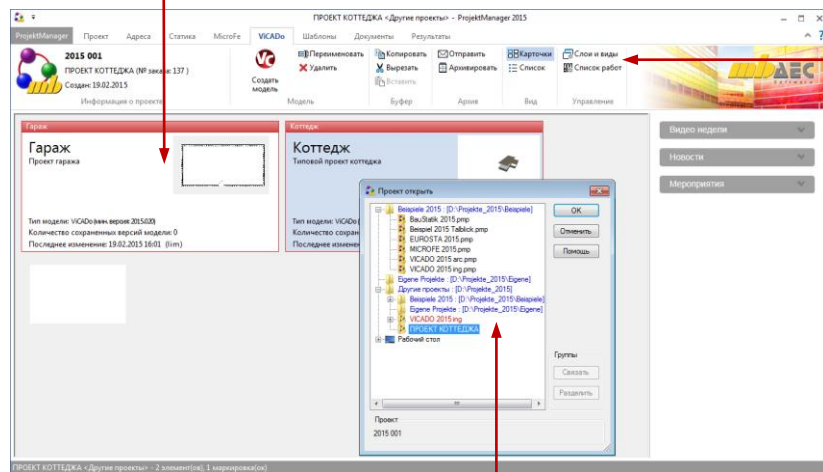 ПРОЕКТ КОТТЕДЖА <Другие проекты> - ProjektManager 2015
ProjektManager Проект Адреса Статика MicroFe ViCADo Шаблоны Документы Результаты
2015 001
ПРОЕКТ КОТТЕДЖА (№ заказа: 137 )
Создан: 19.02.2015
Информация о проекте
Создать модель
Переименовать
Удалить
Модель
Копировать
Вырезать
Вставить
Буфер
Отправить
Архивировать
Архив
Карточки
Список
Вид
Слои и виды
Список работ
Управление
mb AEC
Software
Гараж
Гараж
Проект гаража
Тип модели: ViCADo (мин. версия: 2015.020)
Количество сохраненных версий модели: 0
Последнее изменение: 19.02.2015 16:01 (lim)
Коттедж
Коттедж
Типовой проект коттеджа
Тип модели: ViCADo
Количество сохран
Последнее изменен
Видео недели
Новости
Мероприятия
Проект открыть
Beispiele 2015 : [D:\Projekte_2015\Beispiele]
BauStatik 2015.pmp
Beispiel 2015 Tablick.pmp
EUROSTA 2015.pmp
MICROFE 2015.pmp
VICADO 2015 arc.pmp
VICADO 2015 ing.pmp
Eigene Projekte : [D:\Projekte_2015\Eigene]
Другие проекты : [D:\Projekte_2015]
Beispiele 2015 : [D:\Projekte_2015\Beispiele]
Eigene Projekte : [D:\Projekte_2015\Eigene]
VICADO 2015 ing
ПРОЕКТ КОТТЕДЖА
Рабочий стол
OK
Отменить
Помощь
Группы
Связать
Разделить
Проект
2015 001
ПРОЕКТ КОТТЕДЖА <Другие проекты> - 2 элемент(ов), 1 маркировка(ок)